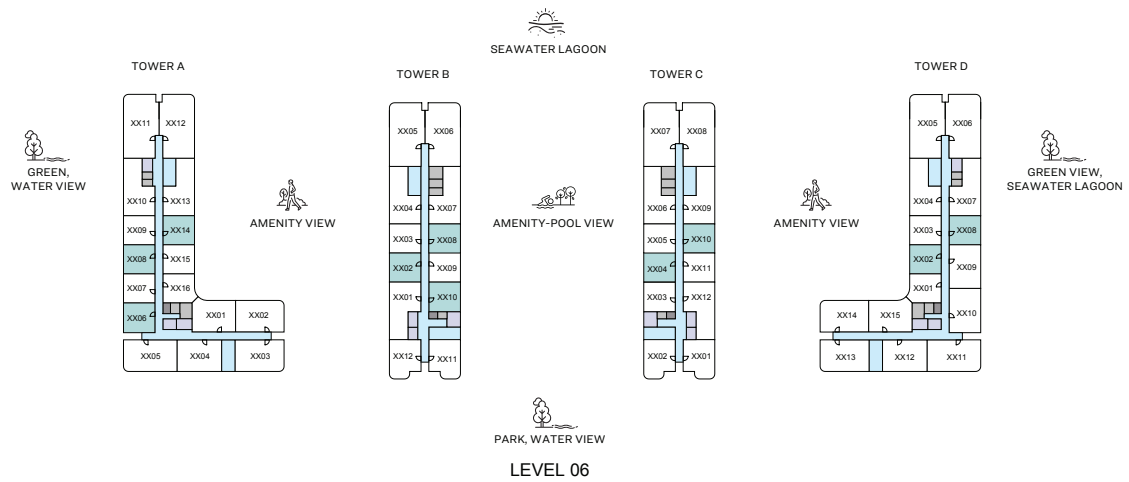 SEAWATER LAGOON
TOWER A
TOWER B
TOWER C
TOWER D
GREEN,
WATER VIEW
AMENITY VIEW
AMENITY-POOL VIEW
AMENITY VIEW
GREEN VIEW,
SEAWATER LAGOON
XX11 XX12
XX10 XX13
XX09 XX14
XX08 XX15
XX07 XX16
XX06 XX01 XX02
XX05 XX04 XX03
XX05 XX06
XX04 XX07
XX03 XX08
XX02 XX09
XX01 XX10
XX12 XX11
XX07 XX08
XX06 XX09
XX05 XX10
XX04 XX11
XX03 XX12
XX02 XX01
XX05 XX06
XX04 XX07
XX03 XX08
XX02 XX09
XX01
XX14 XX15 XX10
XX13 XX12 XX11
PARK, WATER VIEW
LEVEL 06